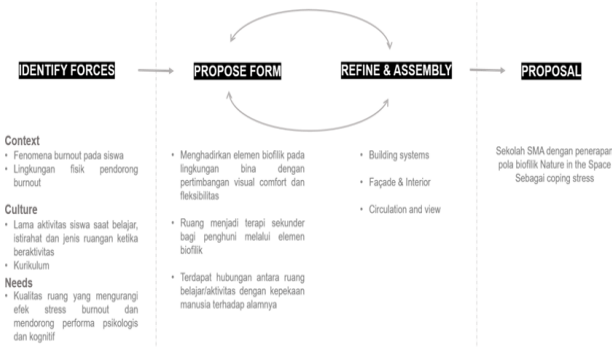 IDENTIFY FORCES
PROPOSE FORM
REFINE & ASSEMBLY
PROPOSAL
Context
• Fenomena burnout pada siswa
• Lingkungan fisik pendorong
burnout
Culture
• Lama aktivitas siswa saat belajar,
istirahat dan jenis ruangan ketika
beraktivitas
• Kurikulum
Needs
• Kualitas ruang yang mengurangi
efek stress burnout dan
mendorong performa psikologis
dan kognitif
• Menghadirkan elemen biofilik pada
lingkungan bina dengan
pertimbangan visual comfort dan
fleksibilitas
• Ruang menjadi terapi sekunder
bagi penghuni melalui elemen
biofilik
• Terdapat hubungan antara ruang
belajar/aktivitas dengan kepekaan
manusia terhadap alamnya
• Building systems
• Façade & Interior
• Circulation and view
Sekolah SMA dengan penerapan
pola biofilik Nature in the Space
Sebagai coping stress